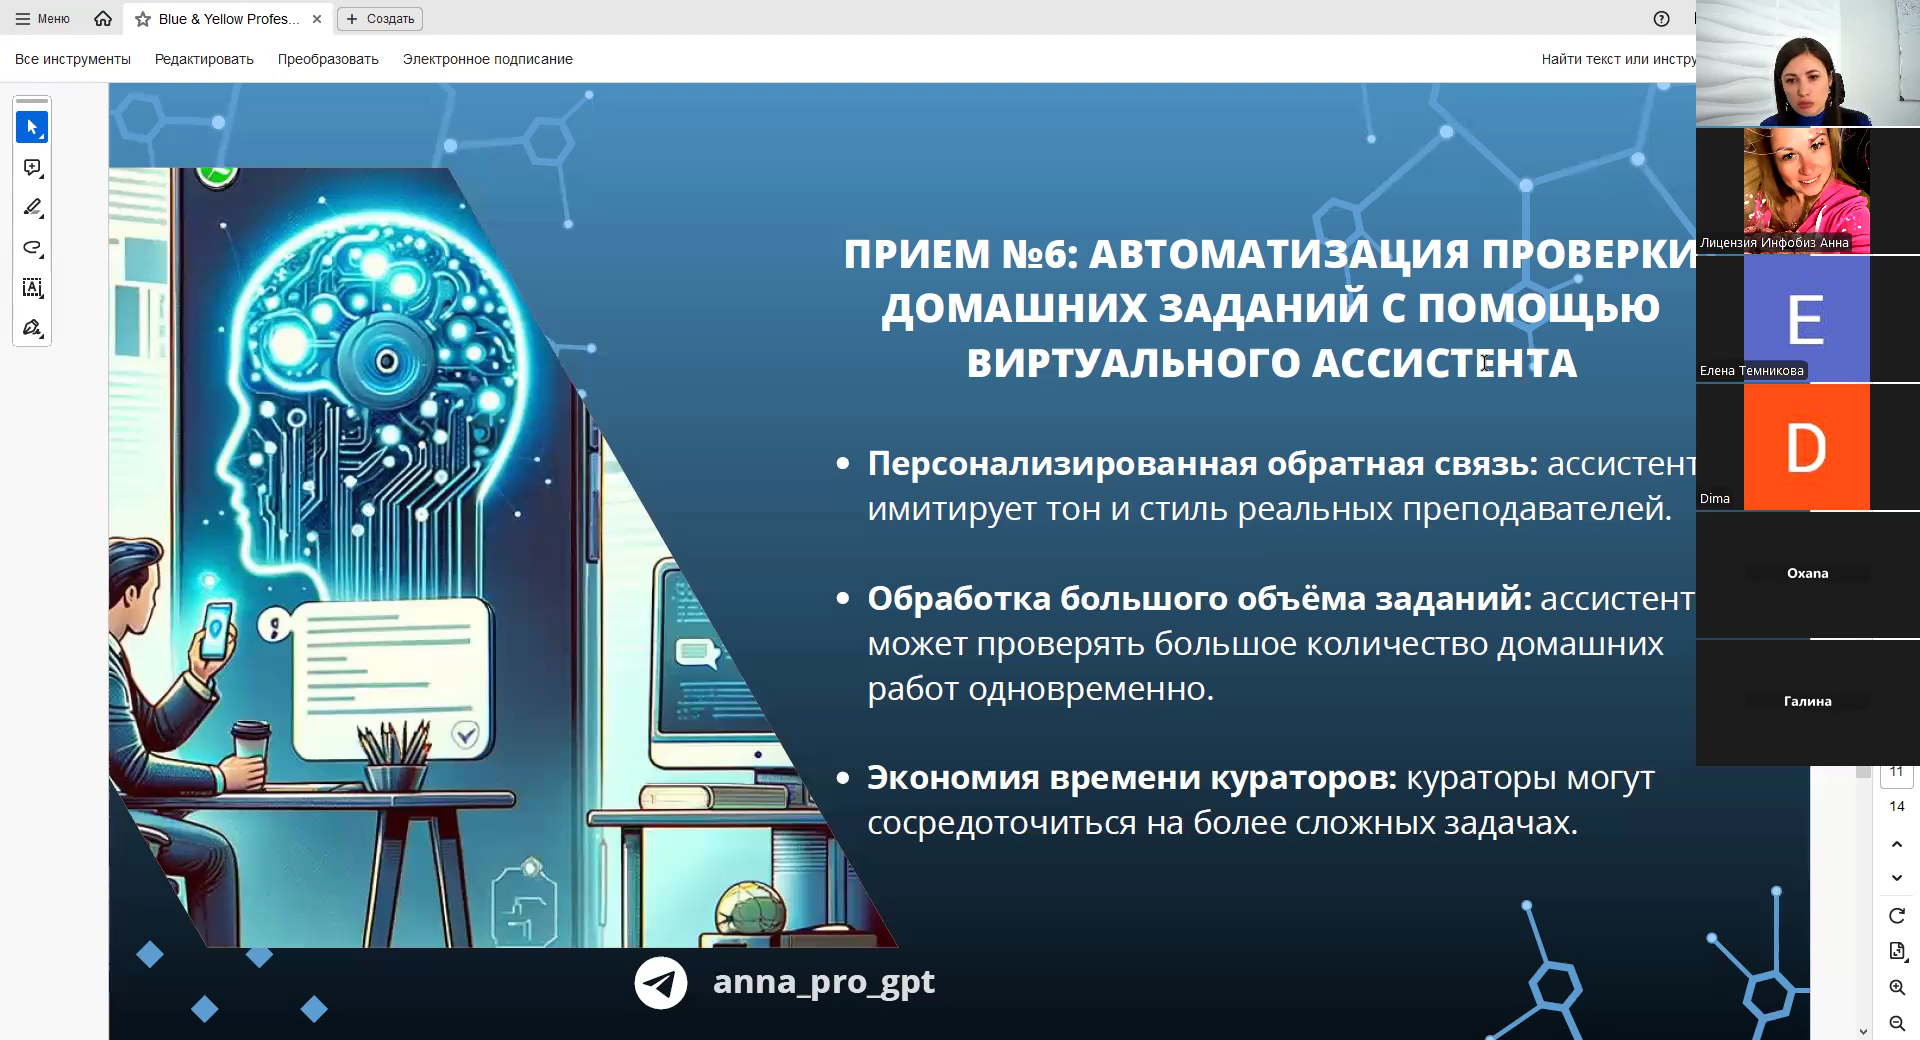 Меню
Blue & Yellow Profes...
Создать
Все инструменты
Редактировать
Преобразовать
Электронное подписание
Найти текст или инстру
ПРИЕМ №6: АВТОМАТИЗАЦИЯ ПРОВЕРКИ
ДОМАШНИХ ЗАДАНИЙ С ПОМОЩЬЮ
ВИРТУАЛЬНОГО АССИСТЕНТА
• Персонализированная обратная связь: ассистент
имитирует тон и стиль реальных преподавателей.
• Обработка большого объёма заданий: ассистент
может проверять большое количество домашних
работ одновременно.
• Экономия времени кураторов: кураторы могут
сосредоточиться на более сложных задачах.
anna_pro_gpt
Лицензия Инфобиз Анна
E
Елена Темникова
D
Dima
Oxana
Галина
11
14